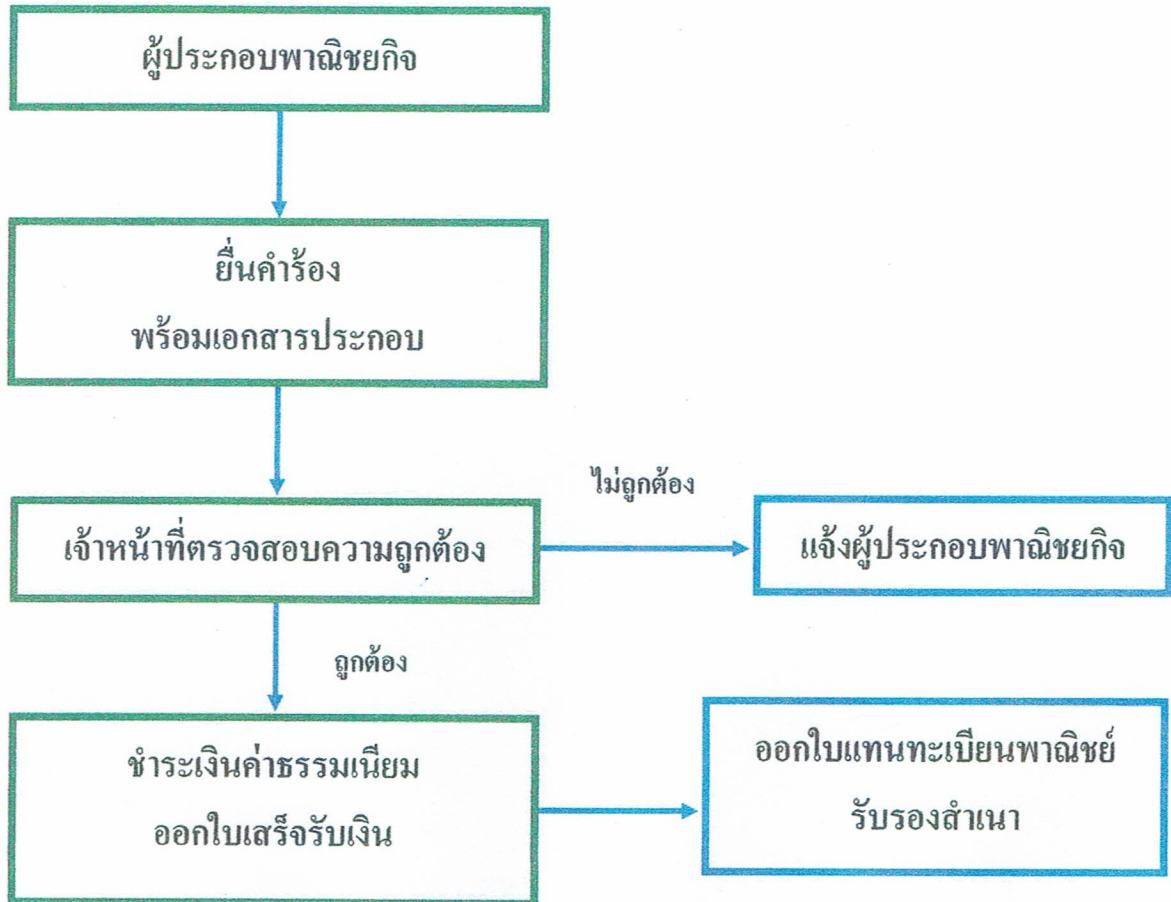 ผู้ประกอบพาณิชยกิจ
ยื่นคำร้อง
พร้อมเอกสารประกอบ
ไม่ถูกต้อง
เจ้าหน้าที่ตรวจสอบความถูกต้อง
แจ้งผู้ประกอบพาณิชยกิจ
ถูกต้อง
ชำระเงินค่าธรรมเนียม
ออกใบเสร็จรับเงิน
ออกใบแทนทะเบียนพาณิชย์
รับรองสำเนา